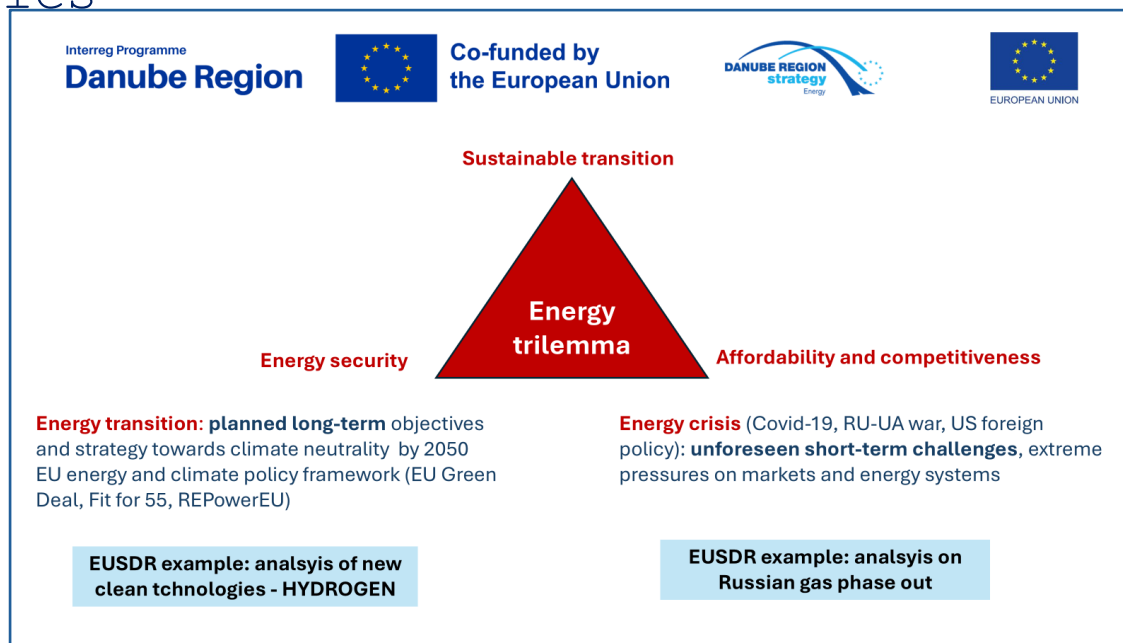 ies
Interreg Programme
Danube Region
Co-funded by
the European Union
DANUBE REGION
strategy
Energy
EUROPEAN UNION
Sustainable transition
Energy
trilemma
Energy security
Affordability and competitiveness
Energy transition: planned long-term objectives
and strategy towards climate neutrality by 2050
EU energy and climate policy framework (EU Green
Deal, Fit for 55, REPowerEU)
Energy crisis (Covid-19, RU-UA war, US foreign
policy): unforeseen short-term challenges, extreme
pressures on markets and energy systems
EUSDR example: analsyis of new
clean tchnologies - HYDROGEN
EUSDR example: analsyis on
Russian gas phase out